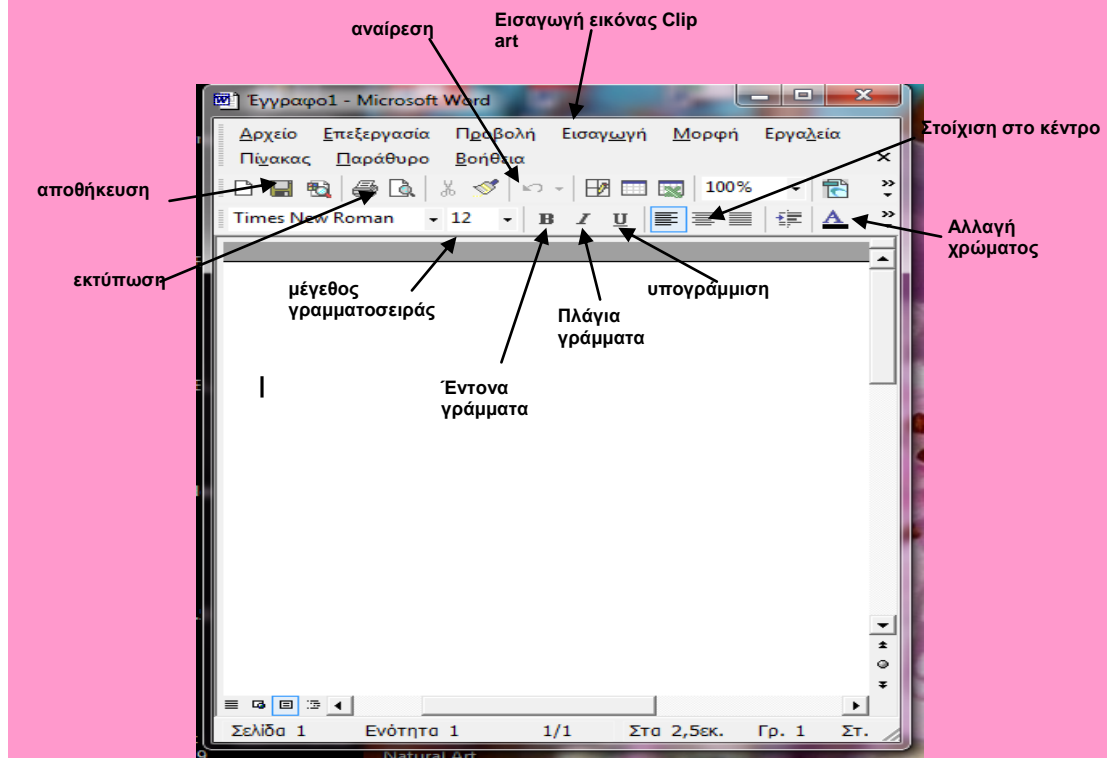 αναίρεση
Εισαγωγή εικόνας Clip
art
Έγγραφο1 - Microsoft Word
Αρχείο Επεξεργασία Προβολή Εισαγωγή Μορφή Εργαλεία
Πίνακας Παράθυρο Βοήθεια
Στοίχιση στο κέντρο
αποθήκευση
100%
Times New Roman 12 B I U A
Αλλαγή
χρώματος
εκτύπωση
μέγεθος
γραμματοσειράς
υπογράμμιση
Πλάγια
γράμματα
Έντονα
γράμματα
Σελίδα 1 Ενότητα 1 1/1 Στα 2,5εκ. Γρ. 1 Στ.
Natural Art